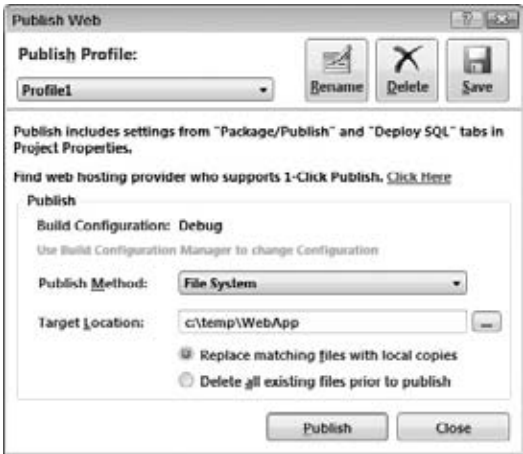 Publish Web
Publish Profile:
Profile1
Rename
Delete
Save
Publish includes settings from "Package/Publish" and "Deploy SQL" tabs in
Project Properties.
Find web hosting provider who supports 1-Click Publish. Click Here
Publish
Build Configuration: Debug
Use Build Configuration Manager to change Configuration
Publish Method: File System
Target Location: c:\temp\WebApp ...
Replace matching files with local copies
Delete all existing files prior to publish
Publish Close